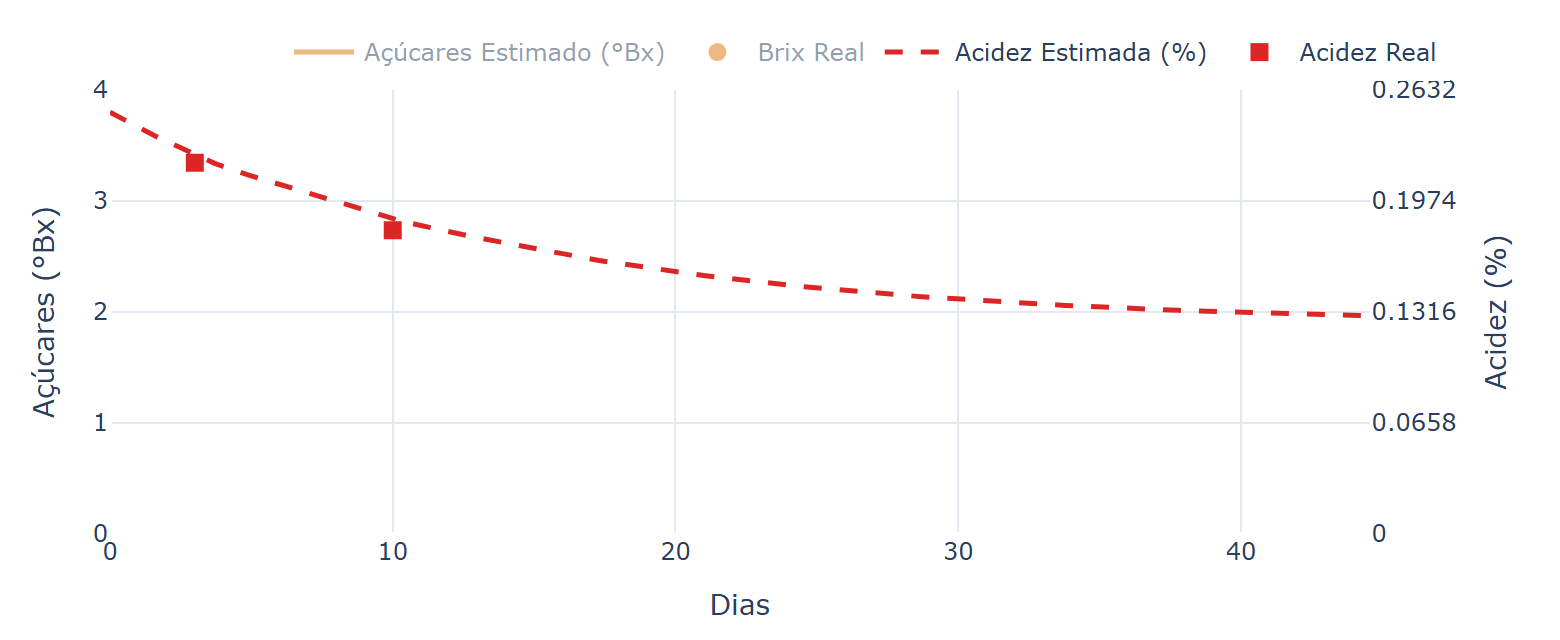 Açúcares Estimado (°Bx) Brix Real Acidez Estimada (%) Acidez Real
4 0.2632
3 0.1974
2 0.1316
1 0.0658
0 0
0 10 20 30 40
Dias
Açúcares (°Bx)
Acidez (%)